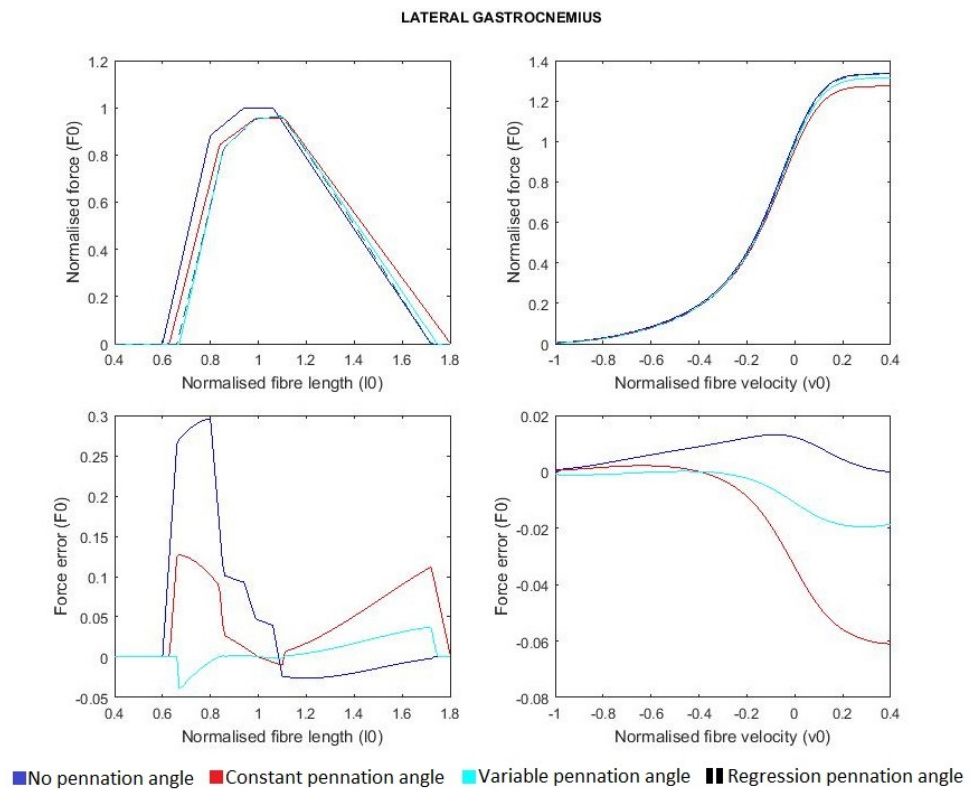 LATERAL GASTROCNEMIUS
Normalised force (F0)
1.2
1
0.8
0.6
0.4
0.2
0
0.4 0.6 0.8 1 1.2 1.4 1.6 1.8
Normalised fibre length (l0)
Normalised force (F0)
1.4
1.2
1
0.8
0.6
0.4
0.2
0
-1 -0.8 -0.6 -0.4 -0.2 0 0.2 0.4
Normalised fibre velocity (v0)
Force error (F0)
0.3
0.25
0.2
0.15
0.1
0.05
0
-0.05
0.4 0.6 0.8 1 1.2 1.4 1.6 1.8
Normalised fibre length (l0)
Force error (F0)
0.02
0
-0.02
-0.04
-0.06
-0.08
-1 -0.8 -0.6 -0.4 -0.2 0 0.2 0.4
Normalised fibre velocity (v0)
No pennation angle Constant pennation angle Variable pennation angle Regression pennation angle